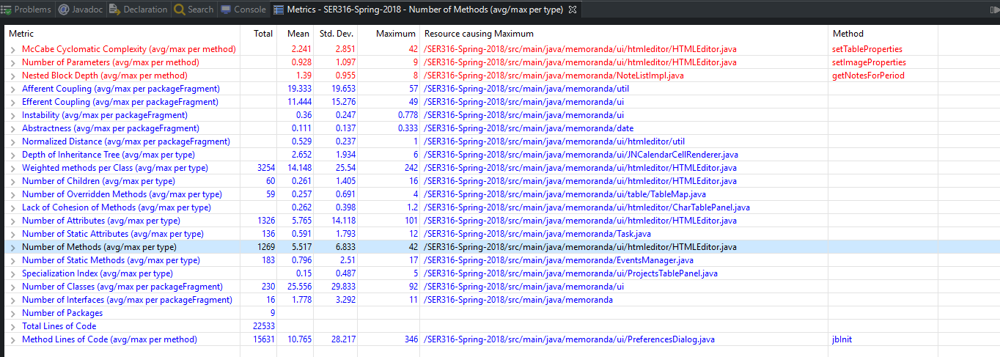 Problems @ Javadoc Declaration Search Console Metrics - SER316-Spring-2018 - Number of Methods (avg/max per type)
Metric Total Mean Std. Dev. Maximum Resource causing Maximum Method
McCabe Cyclomatic Complexity (avg/max per method) 2.241 2.851 42 /SER316-Spring-2018/src/main/java/memoranda/ui/htmleditor/HTMLEditor.java setTableProperties
Number of Parameters (avg/max per method) 0.928 1.097 9 /SER316-Spring-2018/src/main/java/memoranda/ui/htmleditor/HTMLEditor.java setImageProperties
Nested Block Depth (avg/max per method) 1.39 0.955 8 /SER316-Spring-2018/src/main/java/memoranda/NoteListImpl.java getNotesForPeriod
Afferent Coupling (avg/max per packageFragment) 19.333 19.653 57 /SER316-Spring-2018/src/main/java/memoranda/util
Efferent Coupling (avg/max per packageFragment) 11.444 15.276 49 /SER316-Spring-2018/src/main/java/memoranda/ui
Instability (avg/max per packageFragment) 0.36 0.247 0.778 /SER316-Spring-2018/src/main/java/memoranda/ui
Abstractness (avg/max per packageFragment) 0.111 0.137 0.333 /SER316-Spring-2018/src/main/java/memoranda/date
Normalized Distance (avg/max per packageFragment) 0.529 0.237 1 /SER316-Spring-2018/src/main/java/memoranda/ui/htmleditor/util
Depth of Inheritance Tree (avg/max per type) 2.652 1.934 6 /SER316-Spring-2018/src/main/java/memoranda/ui/JNCalendarCellRenderer.java
Weighted methods per Class (avg/max per type) 3254 14.148 25.54 242 /SER316-Spring-2018/src/main/java/memoranda/ui/htmleditor/HTMLEditor.java
Number of Children (avg/max per type) 60 0.261 1.405 16 /SER316-Spring-2018/src/main/java/memoranda/ui/htmleditor/HTMLEditor.java
Number of Overridden Methods (avg/max per type) 59 0.257 0.691 4 /SER316-Spring-2018/src/main/java/memoranda/ui/table/TableMap.java
Lack of Cohesion of Methods (avg/max per type) 0.262 0.398 1.2 /SER316-Spring-2018/src/main/java/memoranda/ui/htmleditor/CharTablePanel.java
Number of Attributes (avg/max per type) 1326 5.765 14.118 101 /SER316-Spring-2018/src/main/java/memoranda/ui/htmleditor/HTMLEditor.java
Number of Static Attributes (avg/max per type) 136 0.591 1.793 12 /SER316-Spring-2018/src/main/java/memoranda/Task.java
Number of Methods (avg/max per type) 1269 5.517 6.833 42 /SER316-Spring-2018/src/main/java/memoranda/ui/htmleditor/HTMLEditor.java
Number of Static Methods (avg/max per type) 183 0.796 2.51 17 /SER316-Spring-2018/src/main/java/memoranda/EventsManager.java
Specialization Index (avg/max per type) 0.15 0.487 5 /SER316-Spring-2018/src/main/java/memoranda/ui/ProjectsTablePanel.java
Number of Classes (avg/max per packageFragment) 230 25.556 29.833 92 /SER316-Spring-2018/src/main/java/memoranda/ui
Number of Interfaces (avg/max per packageFragment) 16 1.778 3.292 11 /SER316-Spring-2018/src/main/java/memoranda
Number of Packages 9
Total Lines of Code 22533
Method Lines of Code (avg/max per method) 15631 10.765 28.217 346 /SER316-Spring-2018/src/main/java/memoranda/ui/PreferencesDialog.java jbInit